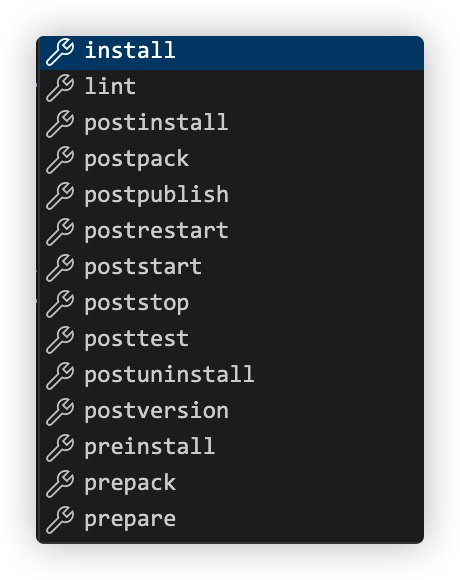 install
lint
postinstall
postpack
postpublish
postrestart
poststart
poststop
posttest
postuninstall
postversion
preinstall
prepack
prepare